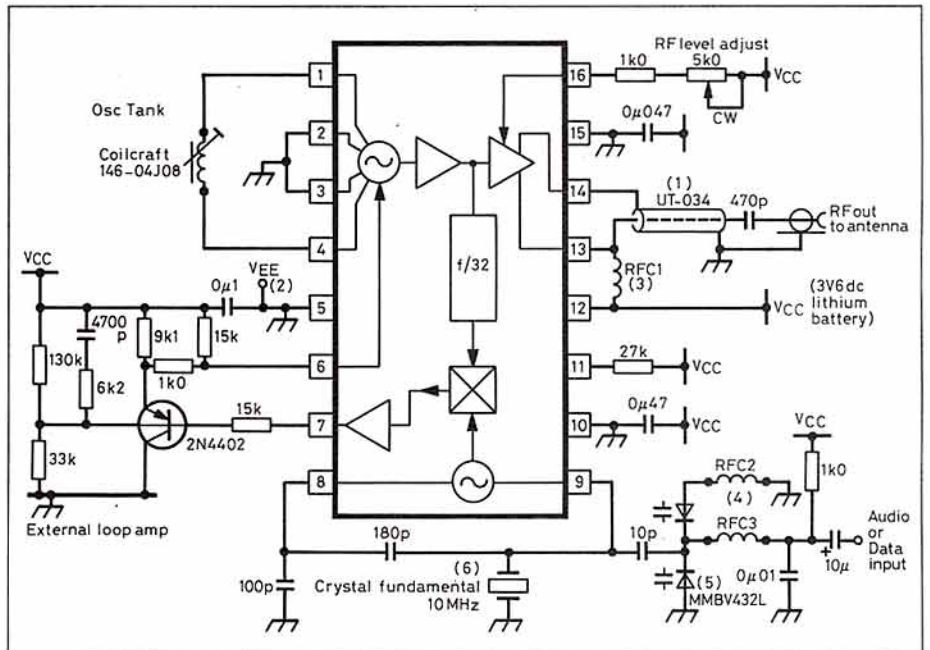 RF level adjust
1k0
5k0
VCC
CW
1
16
Osc Tank
2
15
0µ047
Coilcraft
146-04J08
3
14
(1)
UT-034
470p
RF out
to antenna
4
13
f/32
RFC1
(3)
VCC
0µ1
VEE
(2)
5
12
VCC
(3V6 dc
lithium
battery)
4700
p
9k1
15k
130k
1k0
6
11
27k
VCC
6k2
15k
7
10
0µ47
VCC
2N4402
33k
8
9
RFC2
(4)
VCC
1k0
External loop amp
RFC3
Audio
or
Data
input
180p
10p
10µ
+
100p
(6)
Crystal fundamental
10MHz
(5)
MMBV432L
0µ01